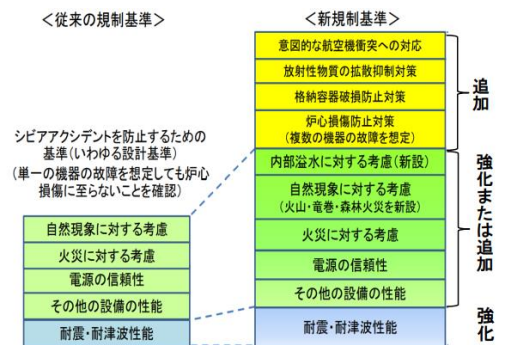 <従来の規制基準>
シビアアクシデントを防止するための
基準(いわゆる設計基準)
(単一の機器の故障を想定しても炉心
損傷に至らないことを確認)
自然現象に対する考慮
火災に対する考慮
電源の信頼性
その他の設備の性能
耐震・耐津波性能
<新規制基準>
意図的な航空機衝突への対応
放射性物質の拡散抑制対策
格納容器破損防止対策
炉心損傷防止対策
(複数の機器の故障を想定)
内部溢水に対する考慮(新設)
自然現象に対する考慮
(火山・竜巻・森林火災を新設)
火災に対する考慮
電源の信頼性
その他の設備の性能
耐震・耐津波性能
追加
強化または追加
強化